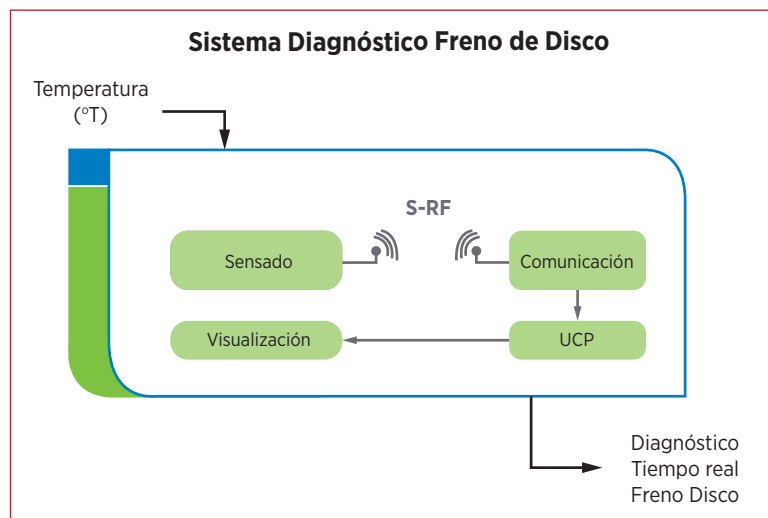 Sistema Diagnóstico Freno de Disco
Temperatura
(°T)
S-RF
Sensado
Comunicación
Visualización
UCP
Diagnóstico
Tiempo real
Freno Disco